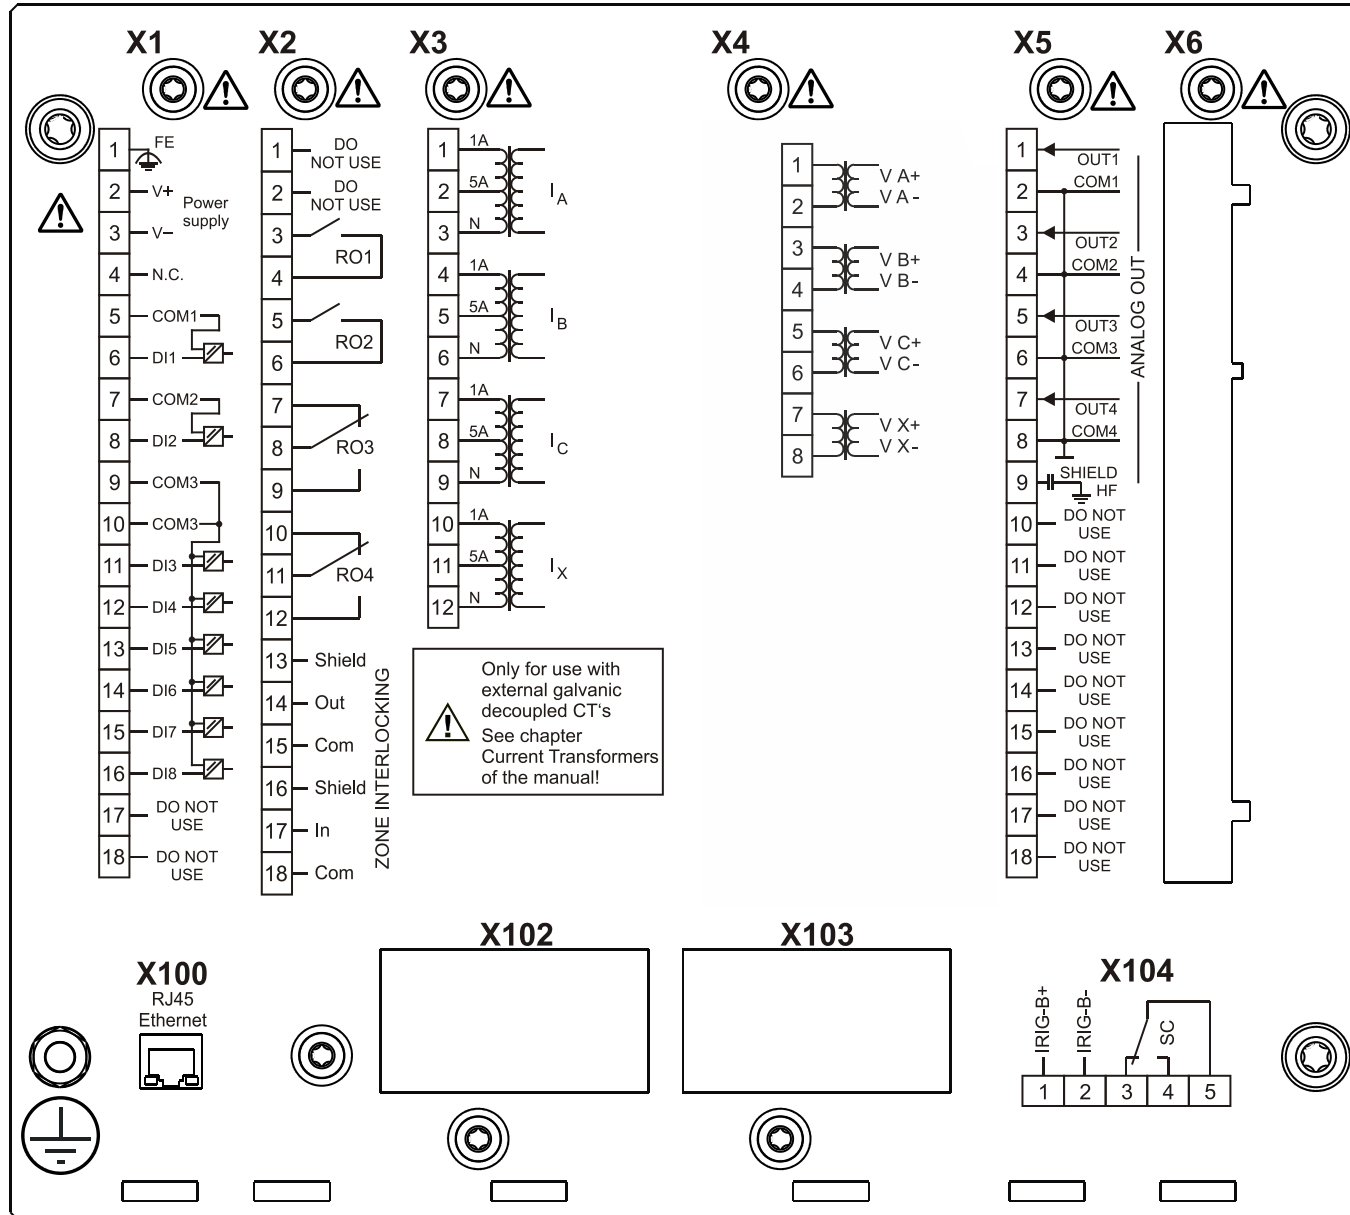 X1
X2
X3
X4
X5
X6
1 FE
2 V+
Power
supply
3 V–
4 N.C.
5 COM1
6 DI1
7 COM2
8 DI2
9 COM3
10 COM3
11 DI3
12 DI4
13 DI5
14 DI6
15 DI7
16 DI8
17 DO NOT
USE
18 DO NOT
USE
1 DO
NOT USE
2 DO
NOT USE
3
RO1
4
5
RO2
6
7
8 RO3
9
10
11 RO4
12
13 Shield
14 Out
15 Com
16 Shield
17 In
18 Com
ZONE INTERLOCKING
1 1A
2 5A IA
3 N
4 1A
5 5A IB
6 N
7 1A
8 5A IC
9 N
10 1A
11 5A IX
12 N
Only for use with
external galvanic
decoupled CT‘s
See chapter
Current Transformers
of the manual!
1 V A+
2 V A-
3 V B+
4 V B-
5 V C+
6 V C-
7 V X+
8 V X-
1 OUT1
2 COM1
3 OUT2
4 COM2
5 OUT3
6 COM3
7 OUT4
8 COM4
ANALOG OUT
9 SHIELD
HF
10 DO NOT
USE
11 DO NOT
USE
12 DO NOT
USE
13 DO NOT
USE
14 DO NOT
USE
15 DO NOT
USE
16 DO NOT
USE
17 DO NOT
USE
18 DO NOT
USE
X100
RJ45
Ethernet
X102
X103
X104
IRIG-B+
IRIG-B-
SC
1 2 3 4 5